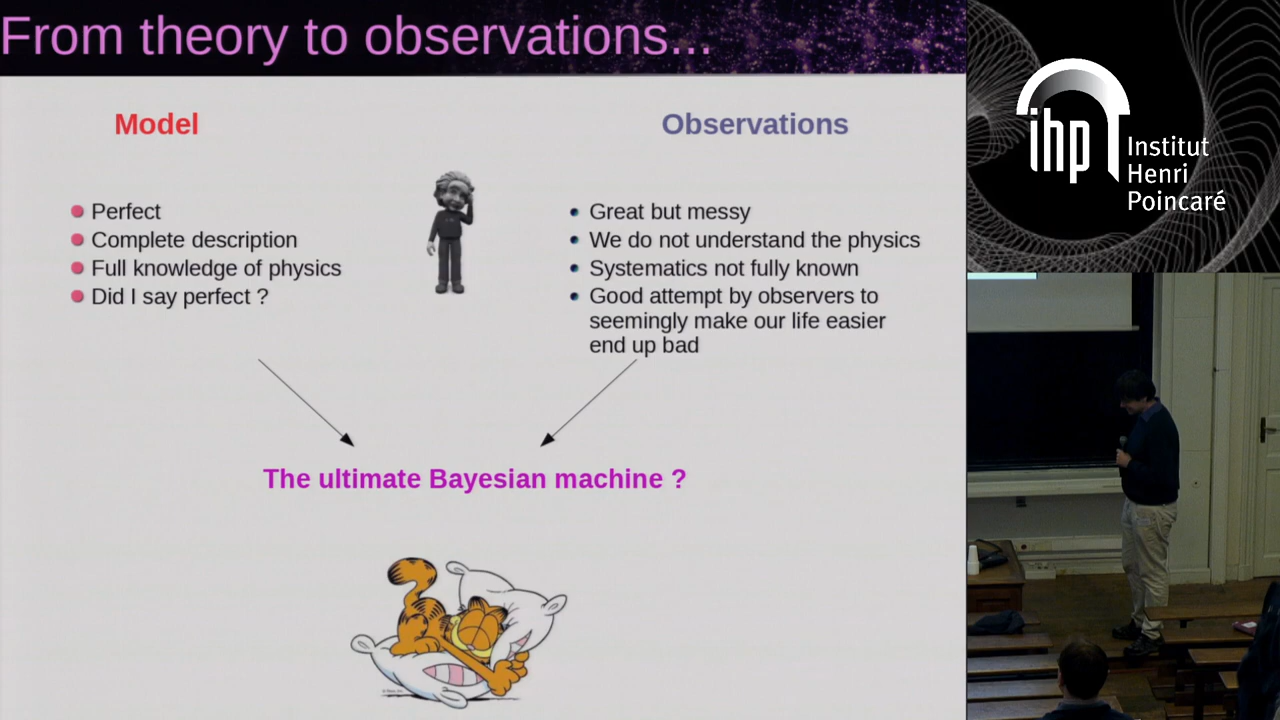 From theory to observations...
Model
Observations
Perfect
Complete description
Full knowledge of physics
Did I say perfect ?
Great but messy
We do not understand the physics
Systematics not fully known
Good attempt by observers to
seemingly make our life easier
end up bad
The ultimate Bayesian machine ?
ihp
Institut
Henri
Poincaré